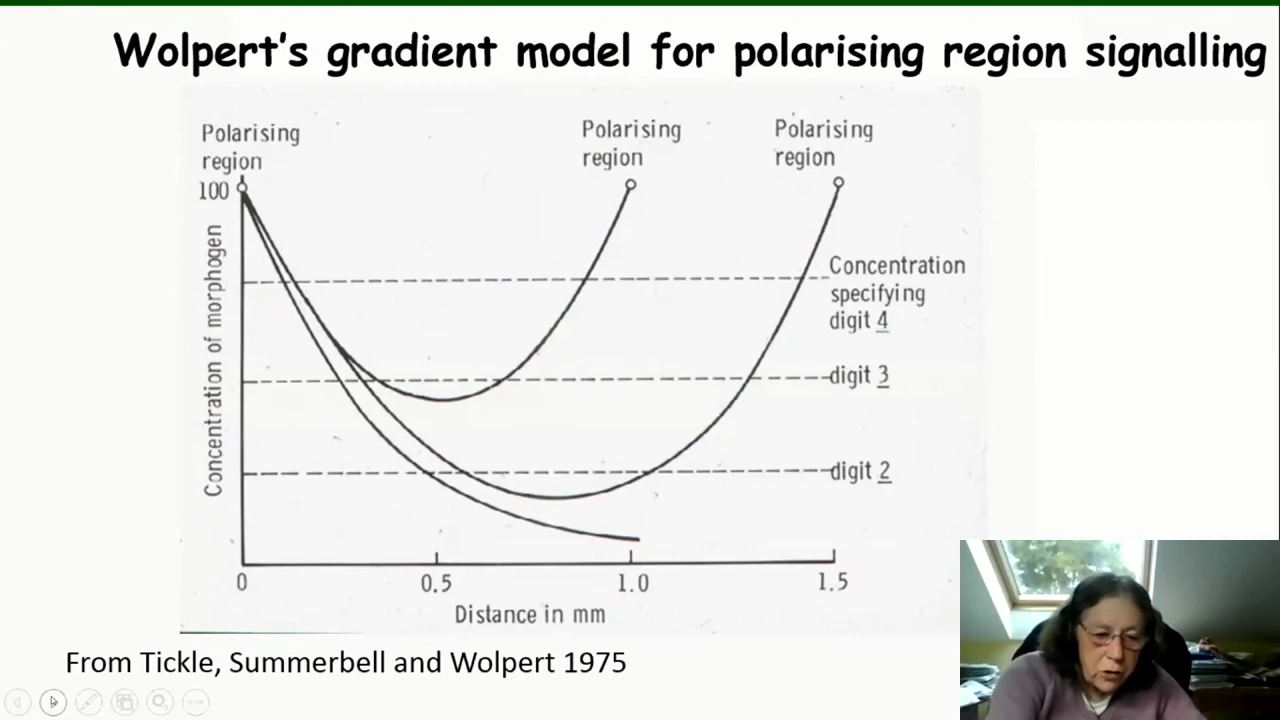 Wolpert's gradient model for polarising region signalling
Polarising
region
Polarising
region
Polarising
region
100
Concentration of morphogen
Concentration
specifying
digit 4
digit 3
digit 2
0
0.5
1.0
1.5
Distance in mm
From Tickle, Summerbell and Wolpert 1975